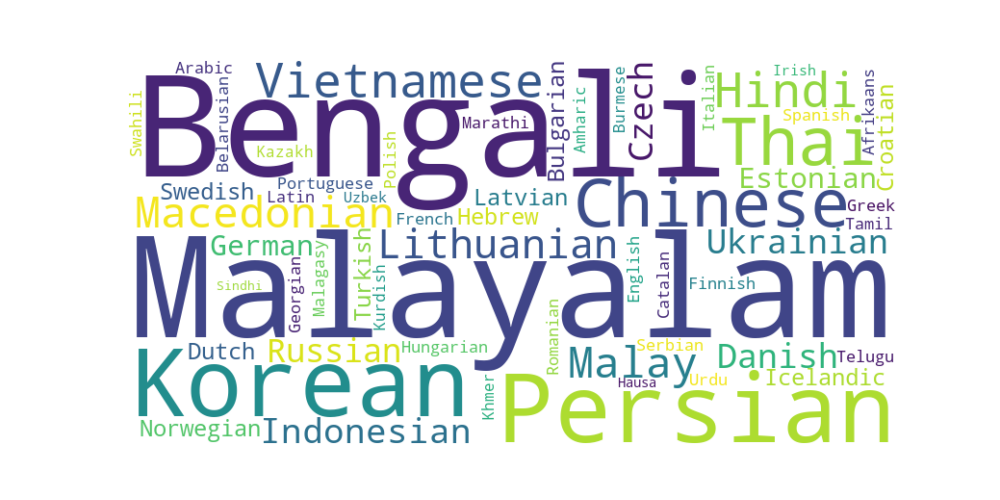 Arabic
Vietnamese
Bengali
Hindi
Irish
Spanish
Thai
Swahili
Belarusian
Kazakh
Polish
Marathi
Bulgarian
Amharic
Burmese
Czech
Italian
Afrikaans
Croatian
Estonian
Swedish
Portuguese
Latin
Uzbek
Latvian
Chinese
Greek
Tamil
Macedonian
French
Hebrew
German
Lithuanian
Ukrainian
Malayalam
Sindhi
Georgian
Malagasy
Turkish
Kurdish
English
Catalan
Finnish
Dutch
Russian
Hungarian
Romanian
Serbian
Malay
Danish
Telugu
Korean
Khmer
Hausa
Urdu
Icelandic
Persian
Norwegian
Indonesian